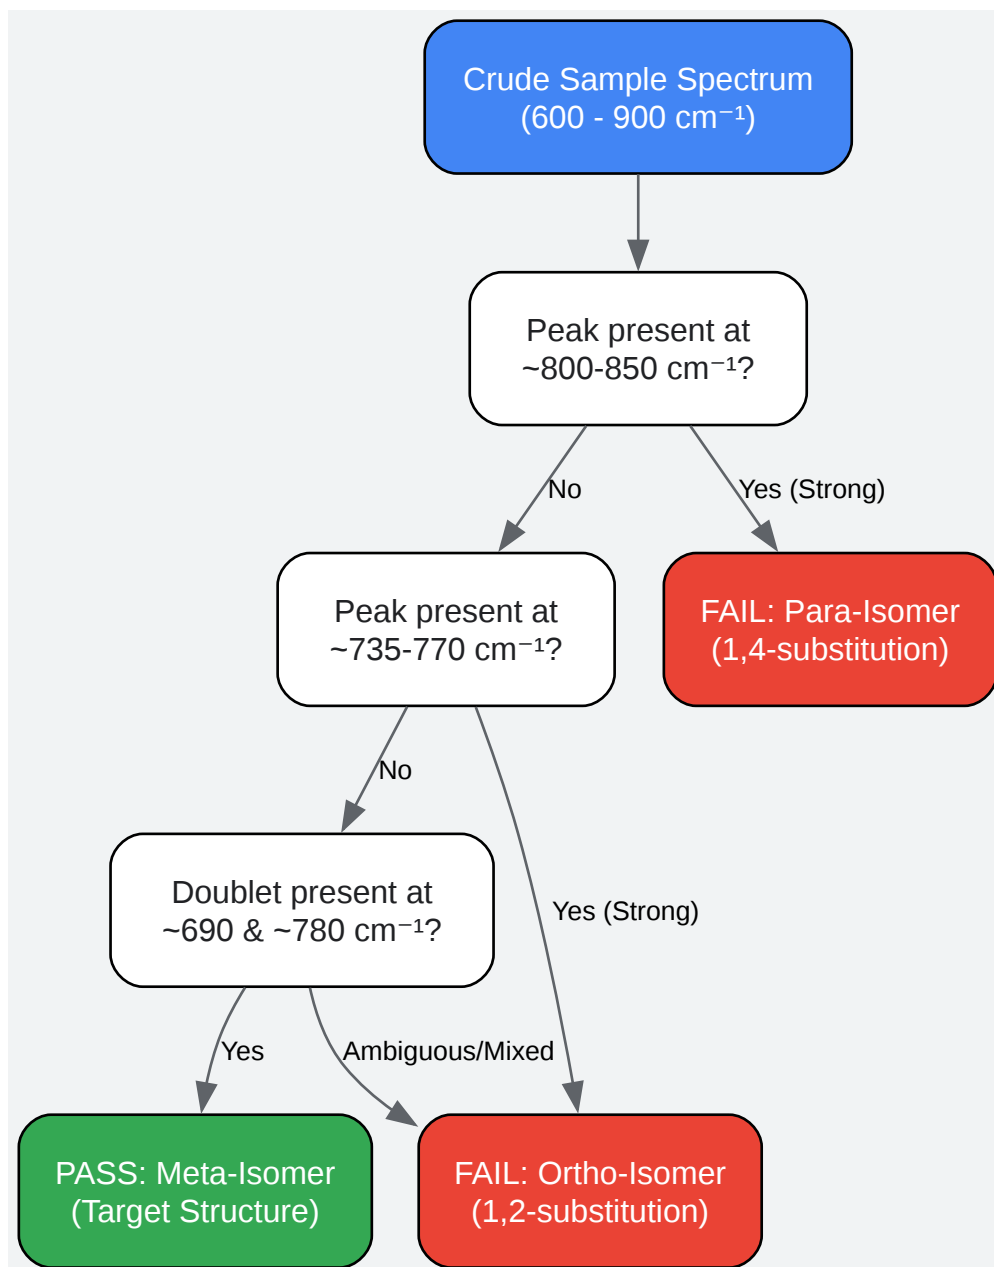 Crude Sample Spectrum
(600 - 900 cm⁻¹)
Peak present at
~800-850 cm⁻¹?
No
Yes (Strong)
Peak present at
~735-770 cm⁻¹?
FAIL: Para-Isomer
(1,4-substitution)
No
Doublet present at
~690 & ~780 cm⁻¹?
Yes (Strong)
Yes
Ambiguous/Mixed
PASS: Meta-Isomer
(Target Structure)
FAIL: Ortho-Isomer
(1,2-substitution)